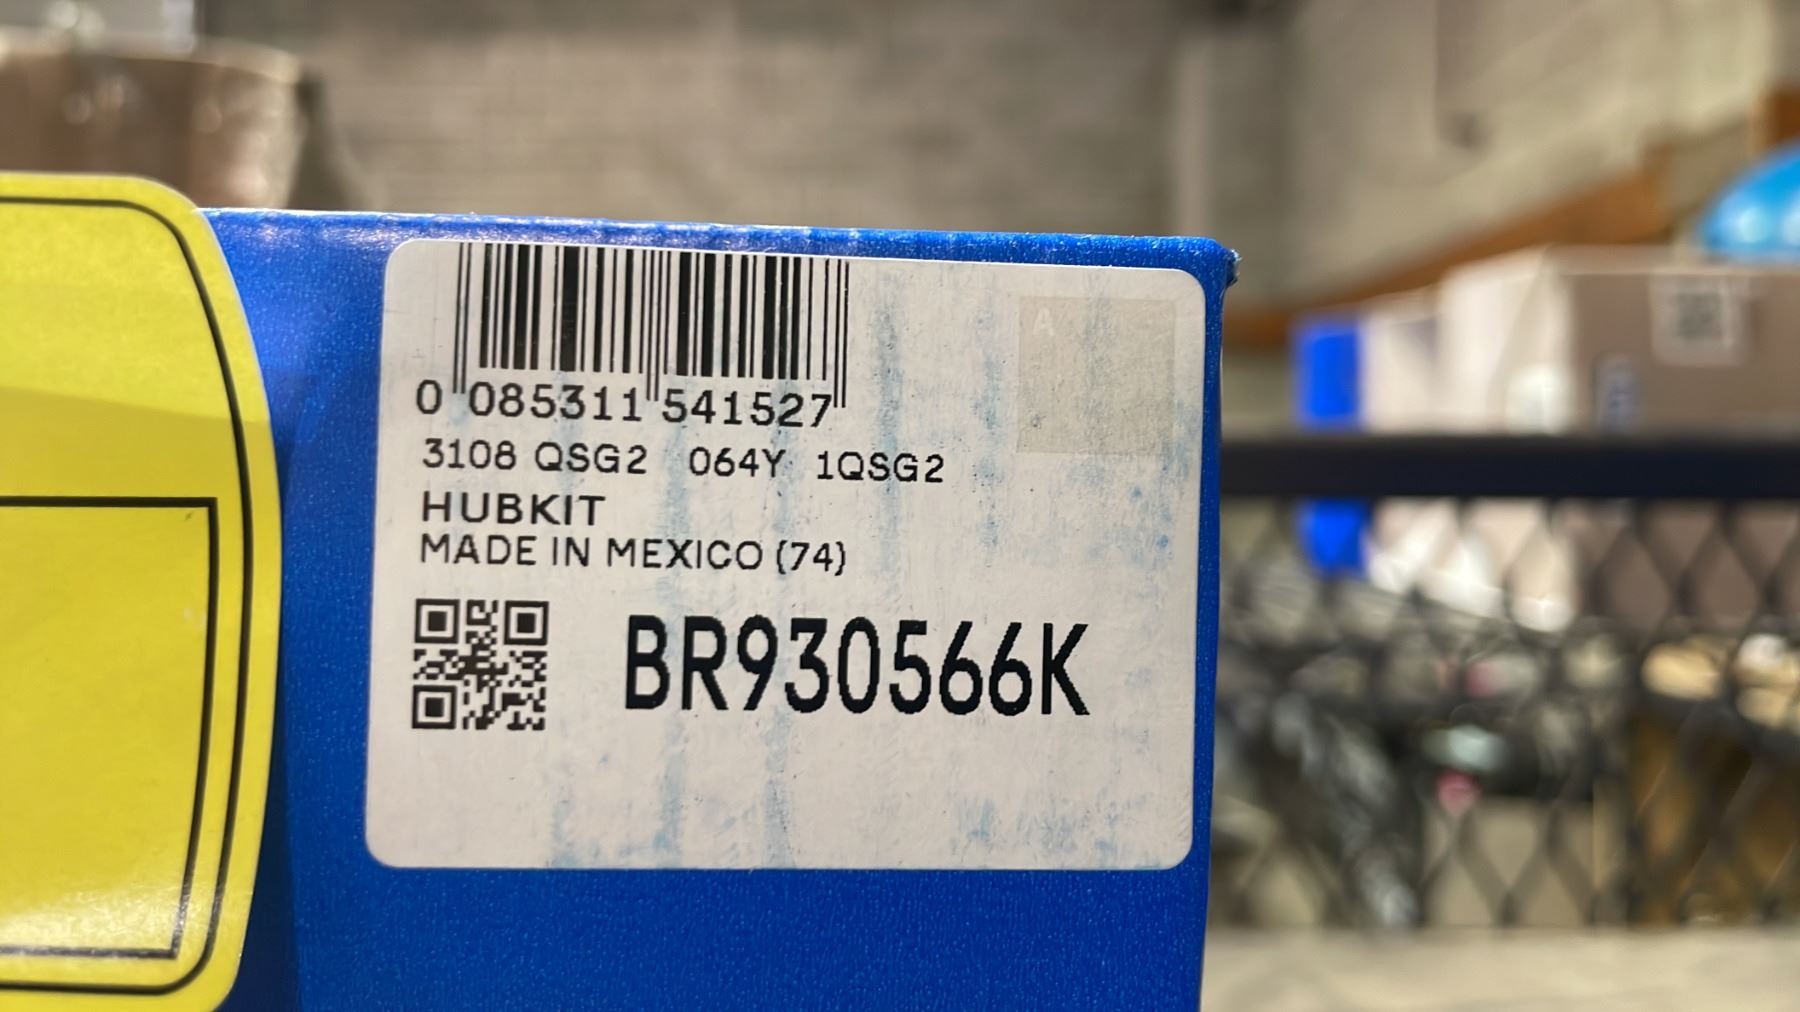 0 085311 541527
3108 QSG2 064Y 1QSG2
HUBKIT
MADE IN MEXICO (74)
BR930566K
A